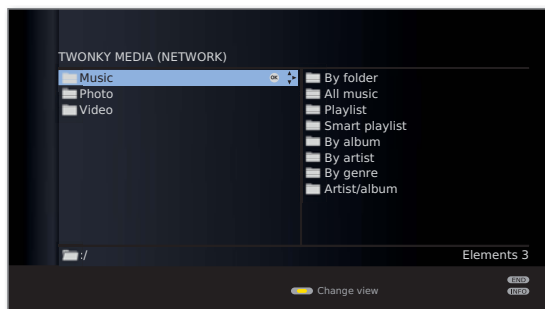 TWONKY MEDIA (NETWORK)
Music
OK
Photo
Video
By folder
All music
Playlist
Smart playlist
By album
By artist
By genre
Artist/album
:/
Elements 3
Change view
END
INFO